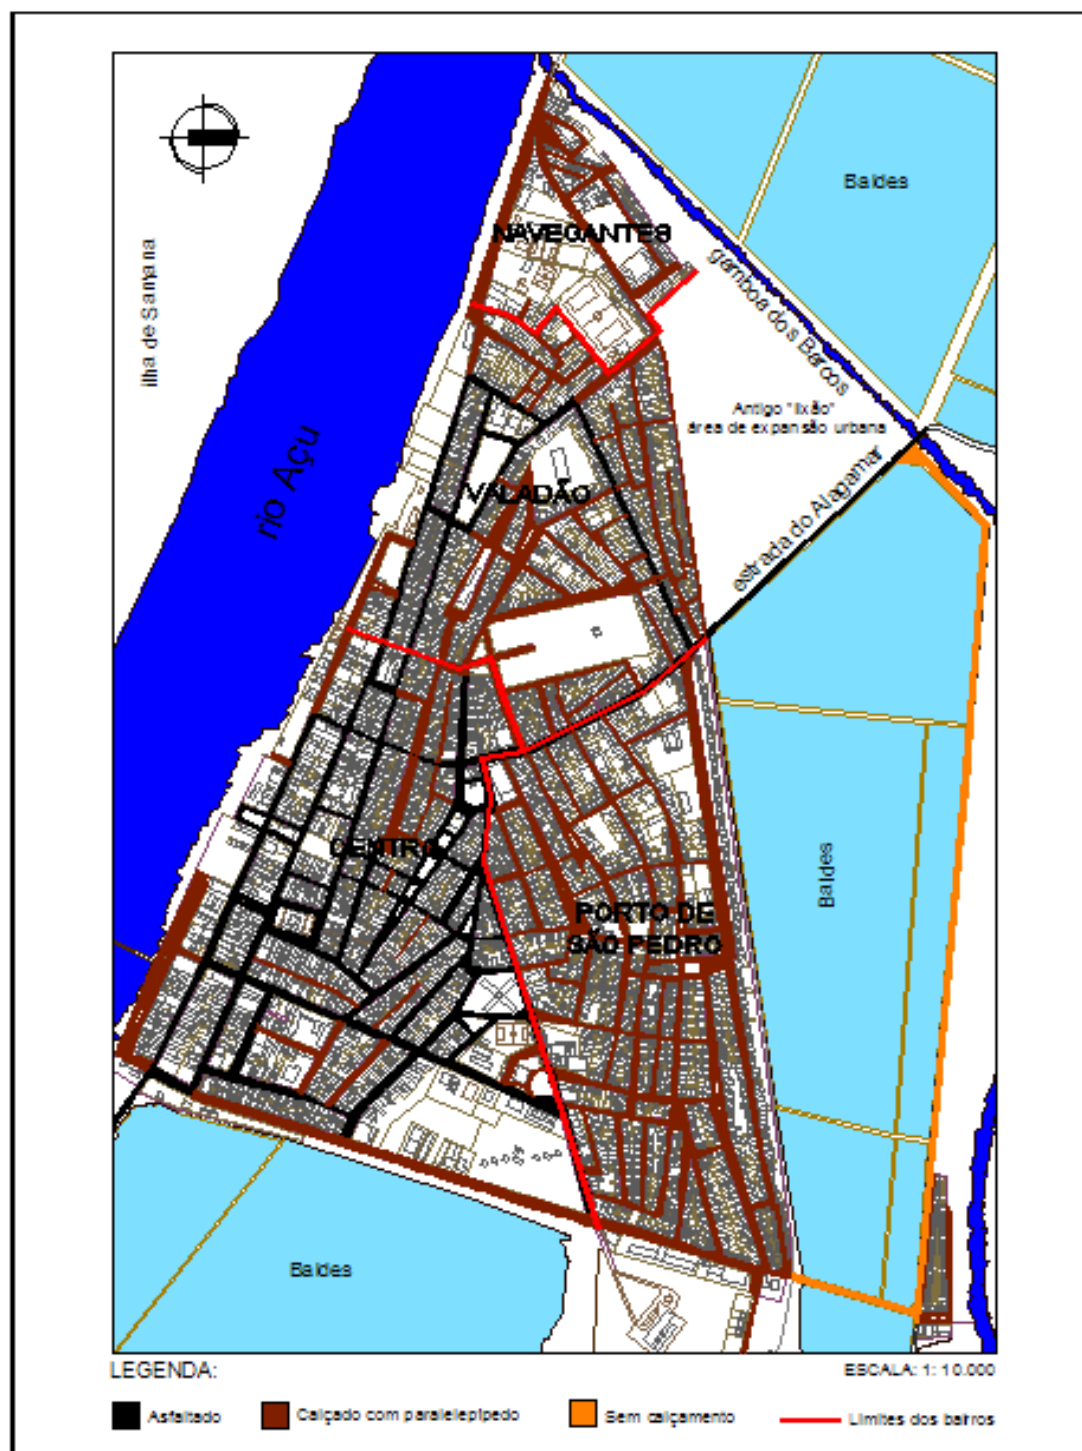 Baldes
NAVEGANTES
gamboa dos Barcos
ilha de Santana
Antigo "lixão"
área de expansão urbana
rio Açu
VALADÃO
estrada do Alagamar
CENTRO
Baldes
PORTO DE
SÃO PEDRO
Baldes
LEGENDA:
ESCALA: 1: 10.000
Asfaltado
Calçado com paralelepípedo
Sem calçamento
Limites dos bairros